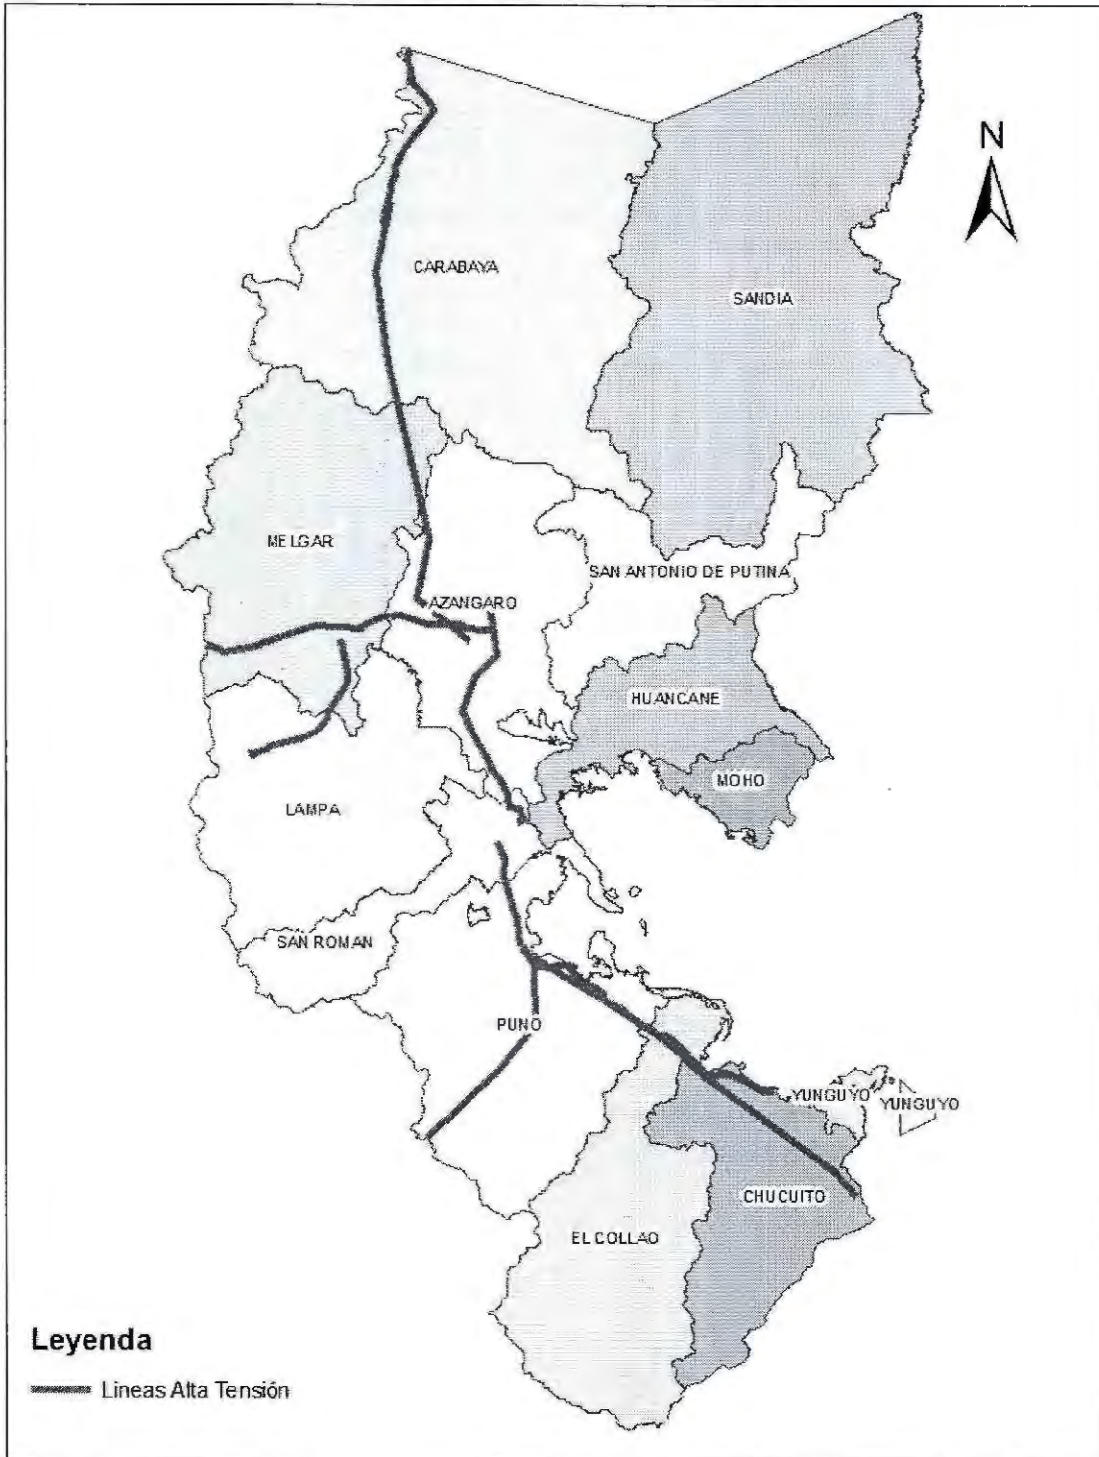 N
CARABAYA
SANDIA
MELGAR
SAN ANTONIO DE PUTINA
AZANGARO
HUANCANE
MOHO
LAMPA
SAN ROMAN
PUNO
YUNGUYO
YUNGUYO
CHUCUITO
EL COLLAO
Leyenda
Lineas Alta Tensión